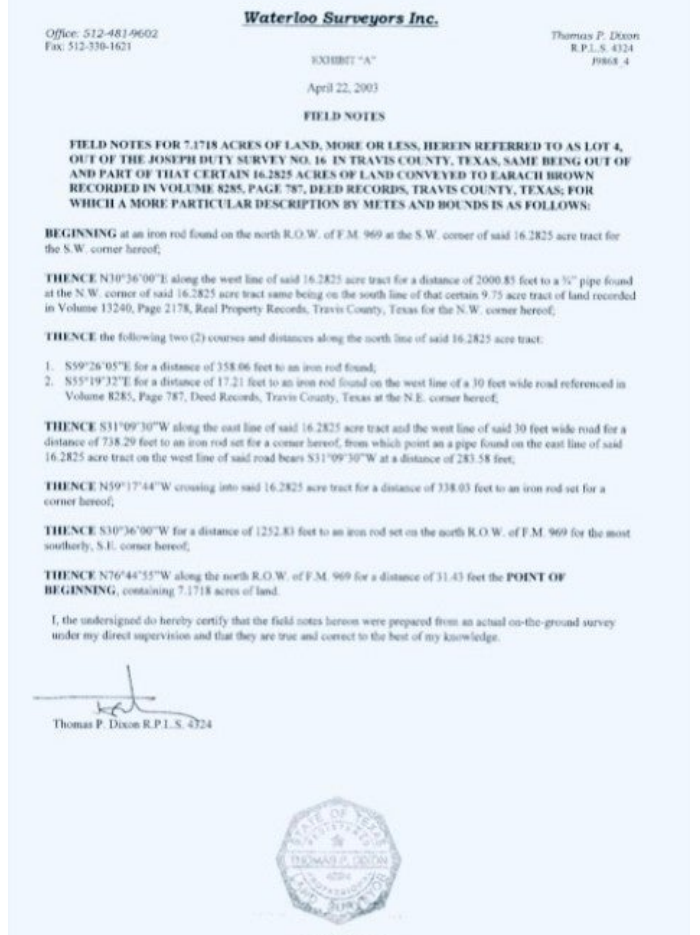 Waterloo Surveyors Inc.
Office: 512-481-9602
Fax: 512-330-1621
Thomas P. Dixon
R.P.L.S. 4324
J9868_4
EXHIBIT "A"
April 22, 2003
FIELD NOTES
FIELD NOTES FOR 7.1718 ACRES OF LAND, MORE OR LESS, HEREIN REFERRED TO AS LOT 4,
OUT OF THE JOSEPH DUTY SURVEY NO. 16 IN TRAVIS COUNTY, TEXAS, SAME BEING OUT OF
AND PART OF THAT CERTAIN 16.2825 ACRES OF LAND CONVEYED TO EARACH BROWN
RECORDED IN VOLUME 8285, PAGE 787, DEED RECORDS, TRAVIS COUNTY, TEXAS; FOR
WHICH A MORE PARTICULAR DESCRIPTION BY METES AND BOUNDS IS AS FOLLOWS:
BEGINNING at an iron rod found on the north R.O.W. of F.M. 969 at the S.W. corner of said 16.2825 acre tract for
the S.W. corner hereof;
THENCE N30°36'00"E along the west line of said 16.2825 acre tract for a distance of 2000.85 feet to a ¾" pipe found
at the N.W. corner of said 16.2825 acre tract same being on the south line of that certain 9.75 acre tract of land recorded
in Volume 13240, Page 2178, Real Property Records, Travis County, Texas for the N.W. corner hereof;
THENCE the following two (2) courses and distances along the north line of said 16.2825 acre tract:
1. S59°26'05"E for a distance of 358.06 feet to an iron rod found;
2. S55°19'32"E for a distance of 17.21 feet to an iron rod found on the west line of a 30 feet wide road referenced in
Volume 8285, Page 787, Deed Records, Travis County, Texas at the N.E. corner hereof;
THENCE S31°09'30"W along the east line of said 16.2825 acre tract and the west line of said 30 feet wide road for a
distance of 738.29 feet to an iron rod set for a corner hereof, from which point an pipe found on the east line of said
16.2825 acre tract on the west line of said road bears S31°09'30"W at a distance of 283.58 feet;
THENCE N59°17'44"W crossing into said 16.2825 acre tract for a distance of 338.03 feet to an iron rod set for a
corner hereof;
THENCE S30°36'00"W for a distance of 1252.83 feet to an iron rod set on the north R.O.W. of F.M. 969 for the most
southerly, S.E. corner hereof;
THENCE N76°44'55"W along the north R.O.W. of F.M. 969 for a distance of 31.43 feet the POINT OF
BEGINNING, containing 7.1718 acres of land.
I, the undersigned do hereby certify that the field notes hereon were prepared from an actual on-the-ground survey
under my direct supervision and that they are true and correct to the best of my knowledge.
Thomas P. Dixon R.P.L.S. 4324
STATE OF TEXAS
REGISTERED
THOMAS P. DIXON
4324
PROFESSIONAL
LAND SURVEYOR